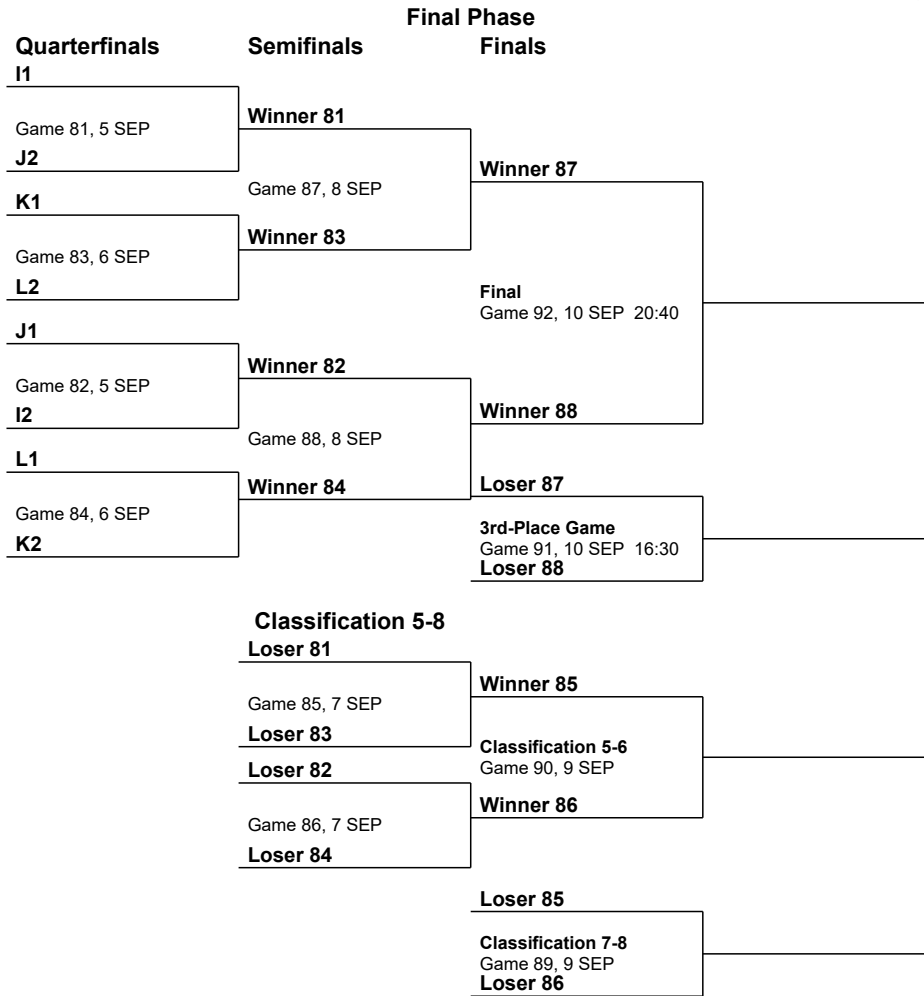 Final Phase
Quarterfinals Semifinals Finals
I1
Game 81, 5 SEP
J2
K1
Game 83, 6 SEP
L2
J1
Game 82, 5 SEP
I2
L1
Game 84, 6 SEP
K2
Winner 81
Game 87, 8 SEP
Winner 83
Winner 82
Game 88, 8 SEP
Winner 84
Winner 87
Final
Game 92, 10 SEP 20:40
Winner 88
Loser 87
3rd-Place Game
Game 91, 10 SEP 16:30
Loser 88
Classification 5-8
Loser 81
Game 85, 7 SEP
Loser 83
Loser 82
Game 86, 7 SEP
Loser 84
Winner 85
Classification 5-6
Game 90, 9 SEP
Winner 86
Loser 85
Classification 7-8
Game 89, 9 SEP
Loser 86